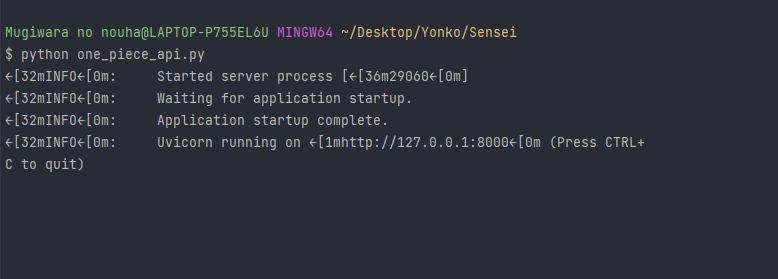 Mugiwara no nouha@LAPTOP-P755EL6U MINGW64 ~/Desktop/Yonko/Sensei
$ python one_piece_api.py
←[32mINFO←[0m:     Started server process [←[36m29060←[0m]
←[32mINFO←[0m:     Waiting for application startup.
←[32mINFO←[0m:     Application startup complete.
←[32mINFO←[0m:     Uvicorn running on ←[1mhttp://127.0.0.1:8000←[0m (Press CTRL+
C to quit)